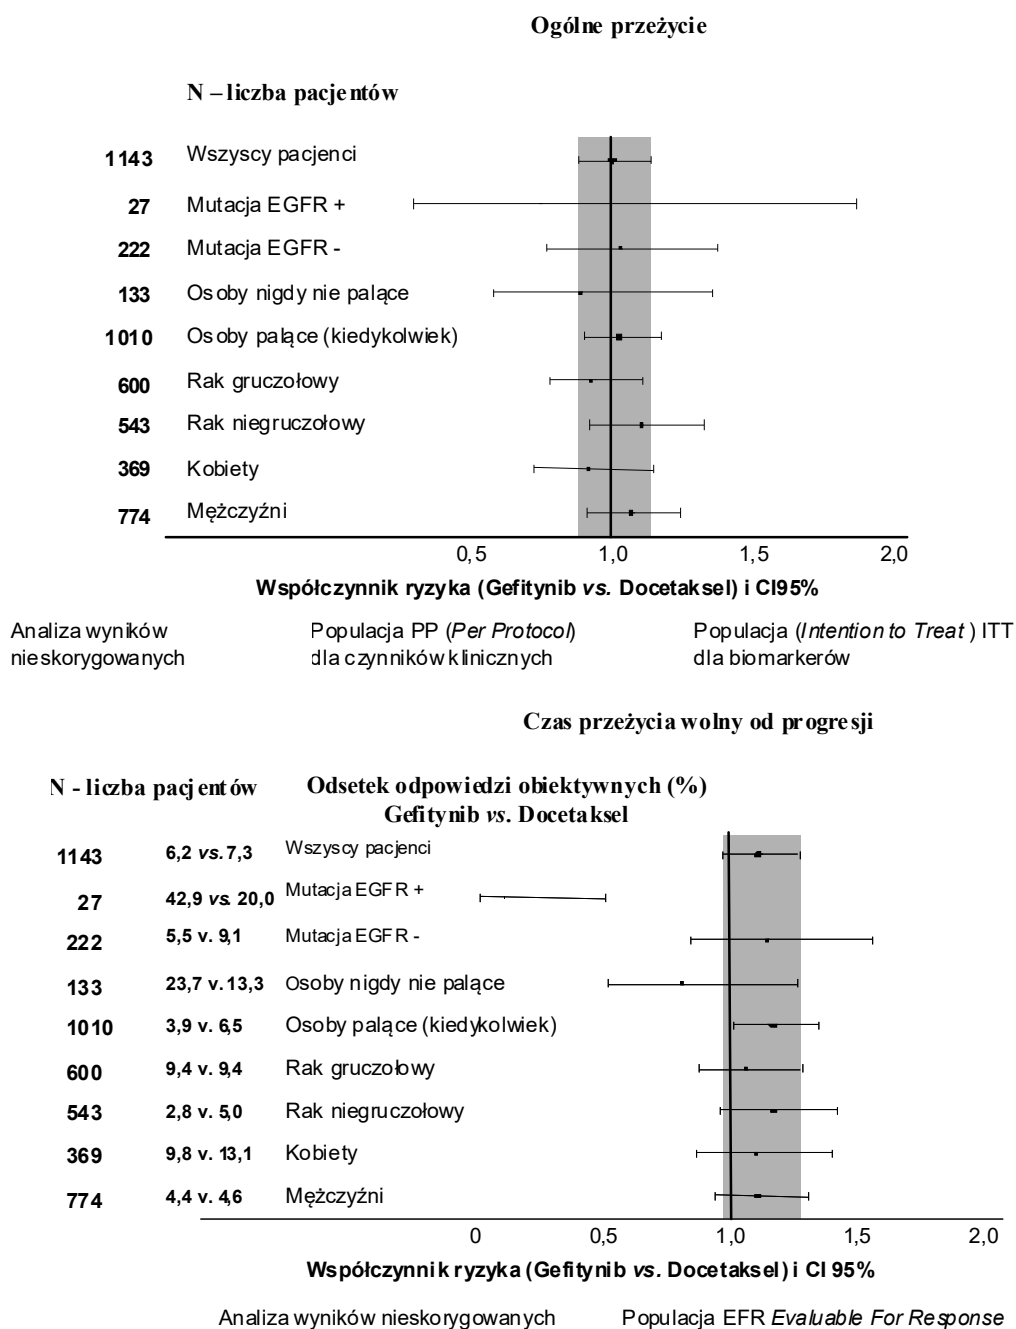 Ogólne przeżycie
N – liczba pacjentów
1143 Wszyscy pacjenci
27 Mutacja EGFR +
222 Mutacja EGFR -
133 Osoby nigdy nie palące
1010 Osoby palące (kiedykolwiek)
600 Rak gruczołowy
543 Rak niegruczołowy
369 Kobiety
774 Mężczyźni
0,5 1,0 1,5 2,0
Współczynnik ryzyka (Gefitynib vs. Docetaksel) i CI95%
Analiza wyników Populacja PP (Per Protocol) Populacja (Intention to Treat ) ITT
nieskorygowanych dla czynników klinicznych dla biomarkerów
Czas przeżycia wolny od progresji
N - liczba pacjentów Odsetek odpowiedzi obiektywnych (%)
Gefitynib vs. Docetaksel
1143 6,2 vs. 7,3 Wszyscy pacjenci
27 42,9 vs. 20,0 Mutacja EGFR +
222 5,5 v. 9,1 Mutacja EGFR -
133 23,7 v. 13,3 Osoby nigdy nie palące
1010 3,9 v. 6,5 Osoby palące (kiedykolwiek)
600 9,4 v. 9,4 Rak gruczołowy
543 2,8 v. 5,0 Rak niegruczołowy
369 9,8 v. 13,1 Kobiety
774 4,4 v. 4,6 Mężczyźni
0 0,5 1,0 1,5 2,0
Współczynnik ryzyka (Gefitynib vs. Docetaksel) i CI 95%
Analiza wyników nieskorygowanych Populacja EFR Evaluable For Response